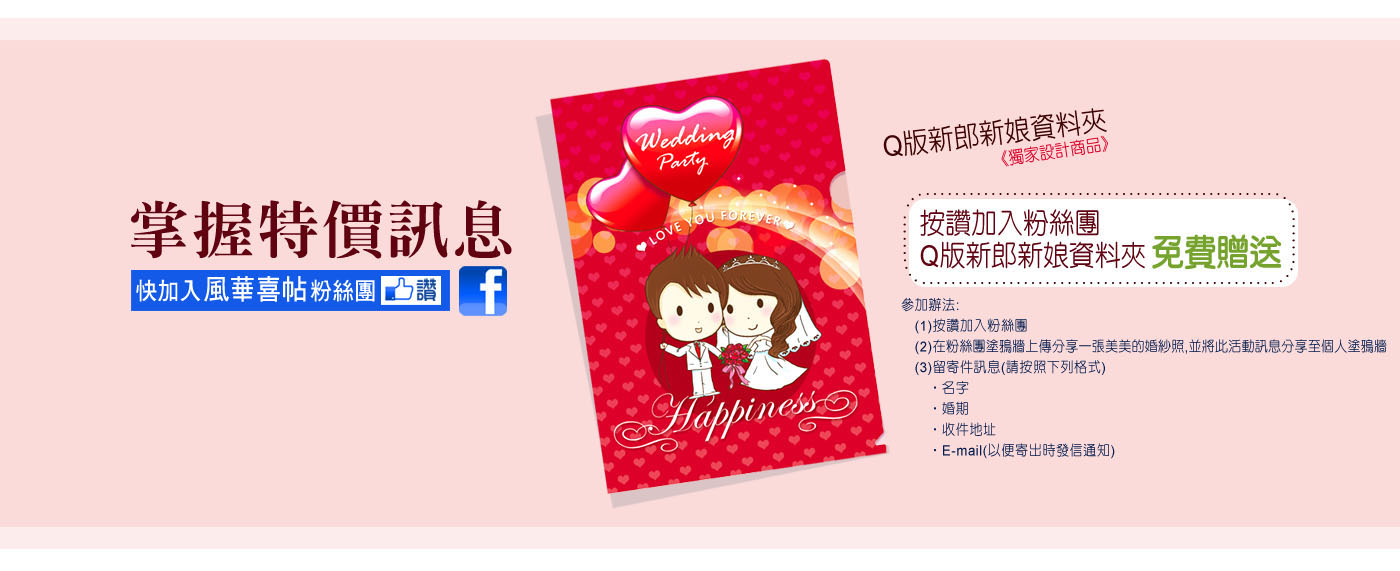 掌握特價訊息
快加入風華喜帖粉絲團 讚
f
Wedding
Party
LOVE YOU FOREVER
Happiness
Q版新郎新娘資料夾
《獨家設計商品》
按讚加入粉絲團
Q版新郎新娘資料夾 免費贈送
參加辦法:
(1)按讚加入粉絲團
(2)在粉絲團塗鴉牆上傳分享一張美美的婚紗照,並將此活動訊息分享至個人塗鴉牆
(3)留寄件訊息(請按照下列格式)
・名字
・婚期
・收件地址
・E-mail(以便寄出時發信通知)